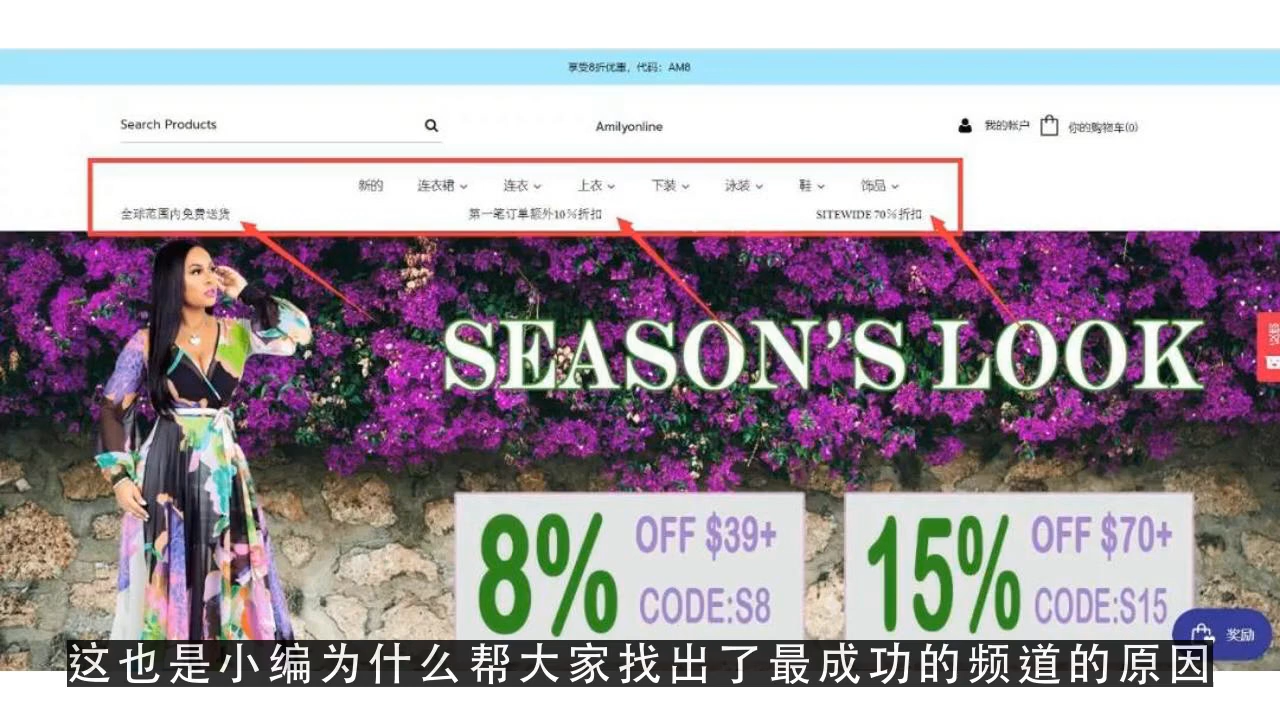 享受8折优惠，代码：AM8
Search Products
Amilyonline
我的帐户
你的购物车(0)
新的 连衣裙 连衣 上衣 下装 泳装 鞋 饰品
全球范围内免费送货 第一笔订单额外10%折扣 SITEWIDE 70%折扣
SEASON'S LOOK
8% OFF $39+
CODE:S8
15% OFF $70+
CODE:S15
奖励
这也是小编为什么帮大家找出了最成功的频道的原因